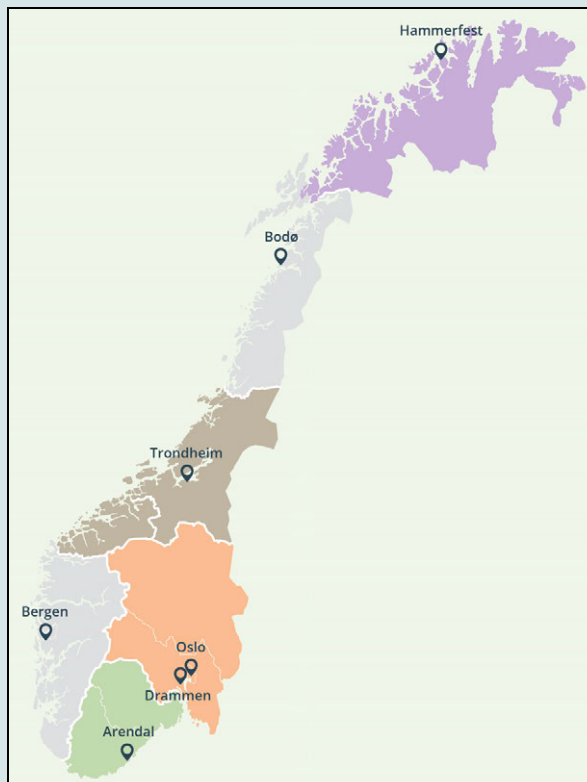 Hammerfest
Bodø
Trondheim
Bergen
Oslo
Drammen
Arendal